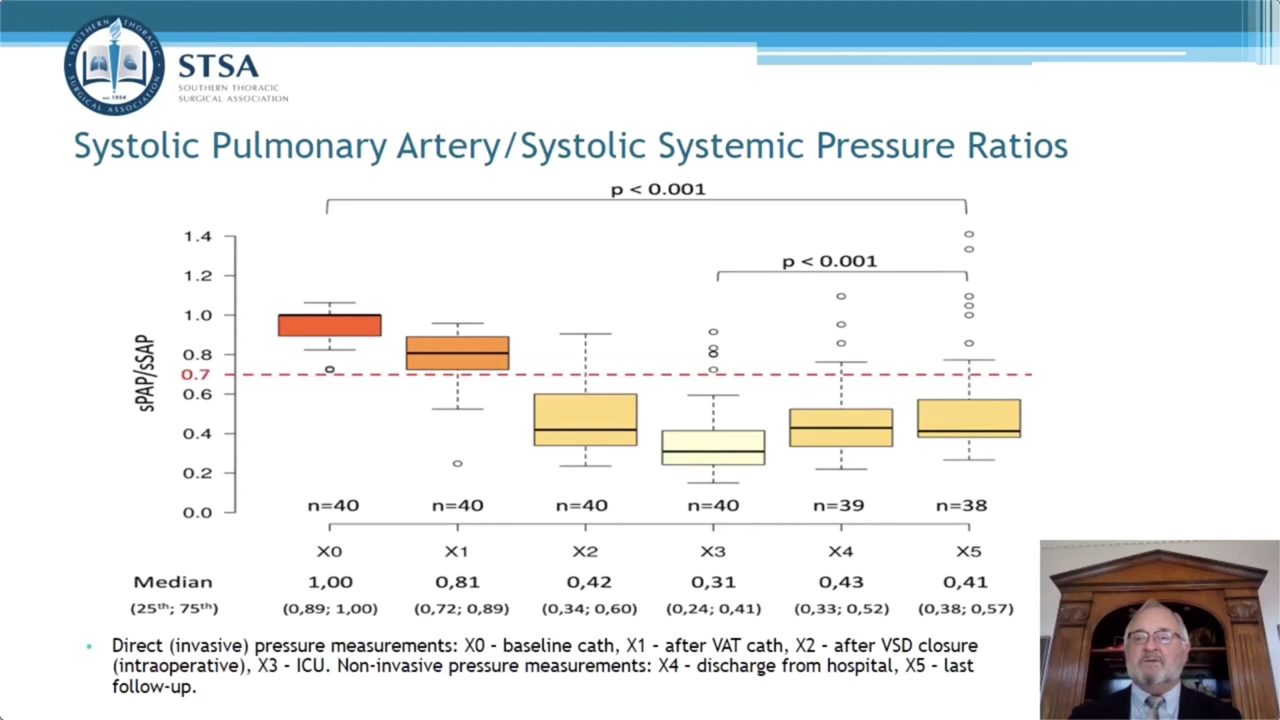 SOUTHERN THORACIC
SURGICAL ASSOCIATION
est. 1954
STSA
SOUTHERN THORACIC
SURGICAL ASSOCIATION
Systolic Pulmonary Artery/Systolic Systemic Pressure Ratios
p < 0.001
p < 0.001
sPAP/sSAP
1.4
1.2
1.0
0.8
0.7
0.6
0.4
0.2
0.0
n=40 n=40 n=40 n=40 n=39 n=38
X0 X1 X2 X3 X4 X5
Median 1,00 0,81 0,42 0,31 0,43 0,41
(25th; 75th) (0,89; 1,00) (0,72; 0,89) (0,34; 0,60) (0,24; 0,41) (0,33; 0,52) (0,38; 0,57)
• Direct (invasive) pressure measurements: X0 - baseline cath, X1 - after VAT cath, X2 - after VSD closure
(intraoperative), X3 - ICU. Non-invasive pressure measurements: X4 - discharge from hospital, X5 - last
follow-up.